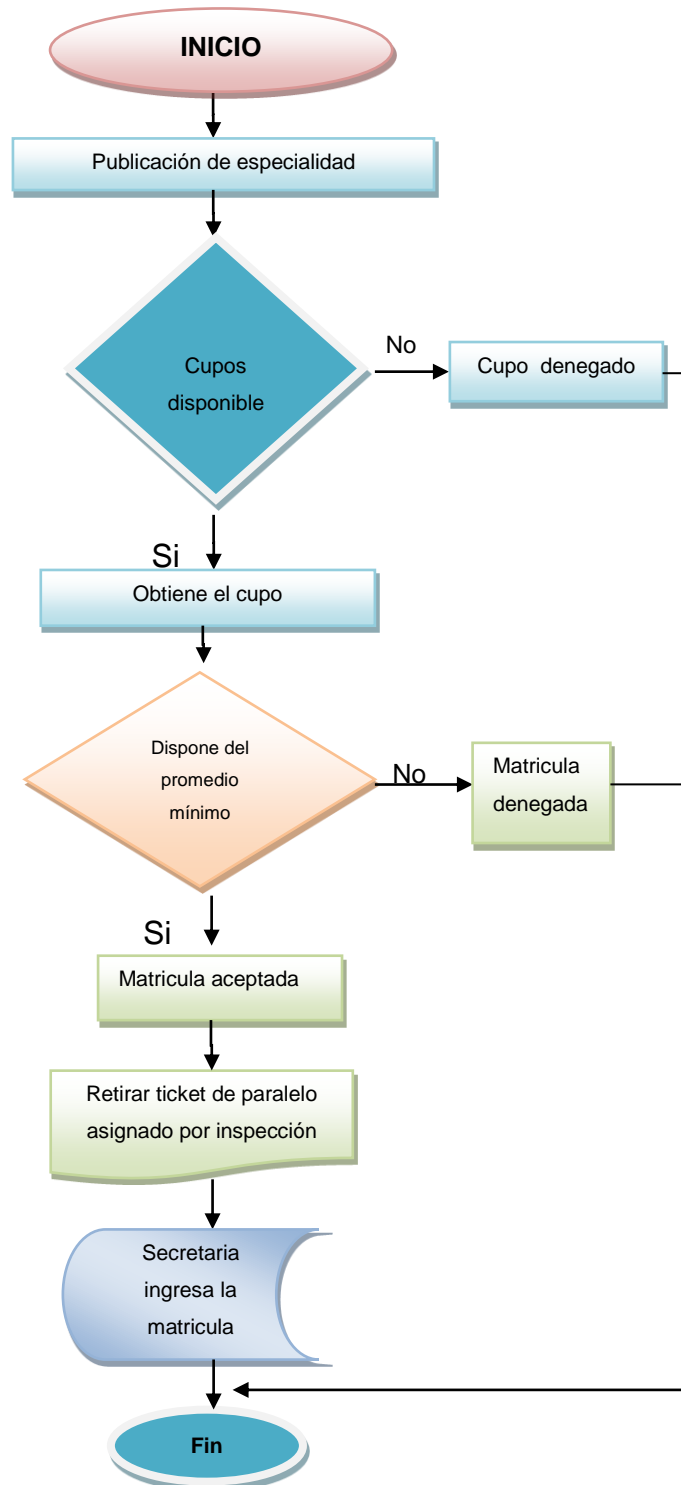 INICIO
Publicación de especialidad
Cupos
disponible
No
Cupo denegado
Si
Obtiene el cupo
Dispone del
promedio
mínimo
No
Matricula
denegada
Si
Matricula aceptada
Retirar ticket de paralelo
asignado por inspección
Secretaria
ingresa la
matricula
Fin